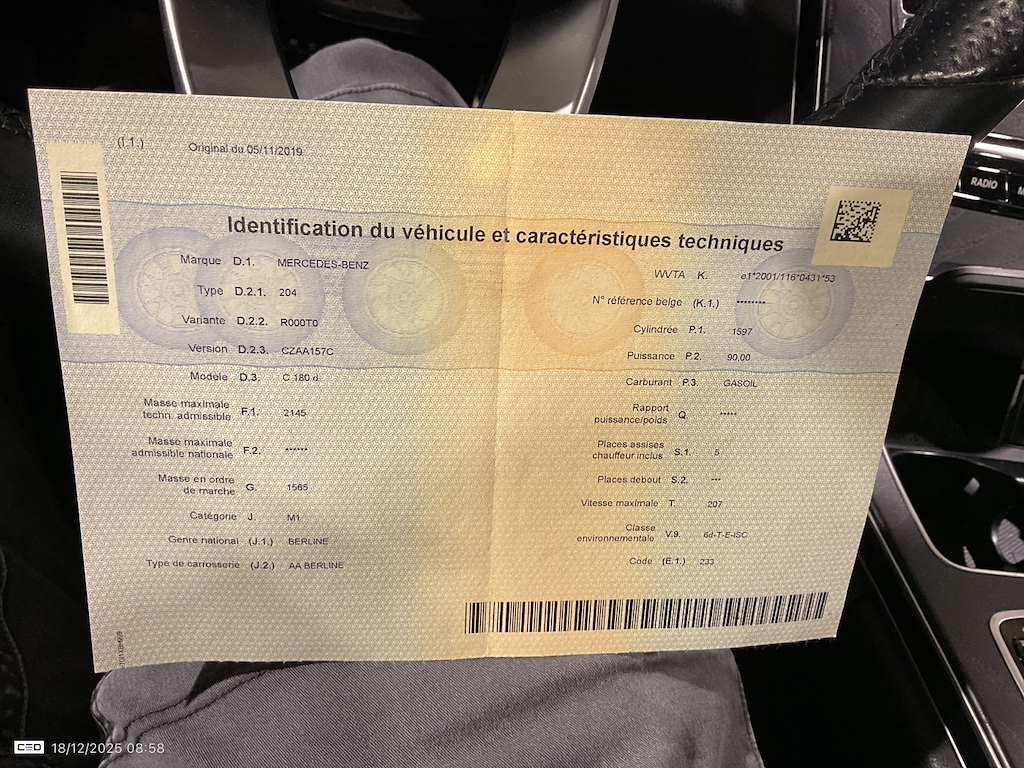 (I.1.) Original du 05/11/2019
Identification du véhicule et caractéristiques techniques
Marque D.1. MERCEDES-BENZ
Type D.2.1. 204
Variante D.2.2. R000T0
Version D.2.3. CZAA157C
Modèle D.3. C 180 d
Masse maximale
techn. admissible F.1. 2145
Masse maximale
admissible nationale F.2. ******
Masse en ordre
de marche G. 1565
Catégorie J. M1
Genre national (J.1.) BERLINE
Type de carrosserie (J.2.) AA BERLINE
WVTA K. e1*2001/116*0431*53
N° référence belge (K.1.) ********
Cylindrée P.1. 1597
Puissance P.2. 90,00
Carburant P.3. GASOIL
Rapport
puissance/poids Q. *****
Places assises
chauffeur inclus S.1. 5
Places debout S.2. ***
Vitesse maximale T. 207
Classe
environnementale V.9. 6d-T-E-ISC
Code (E.1.) 233
RADIO
CEO 18/12/2025 08:58